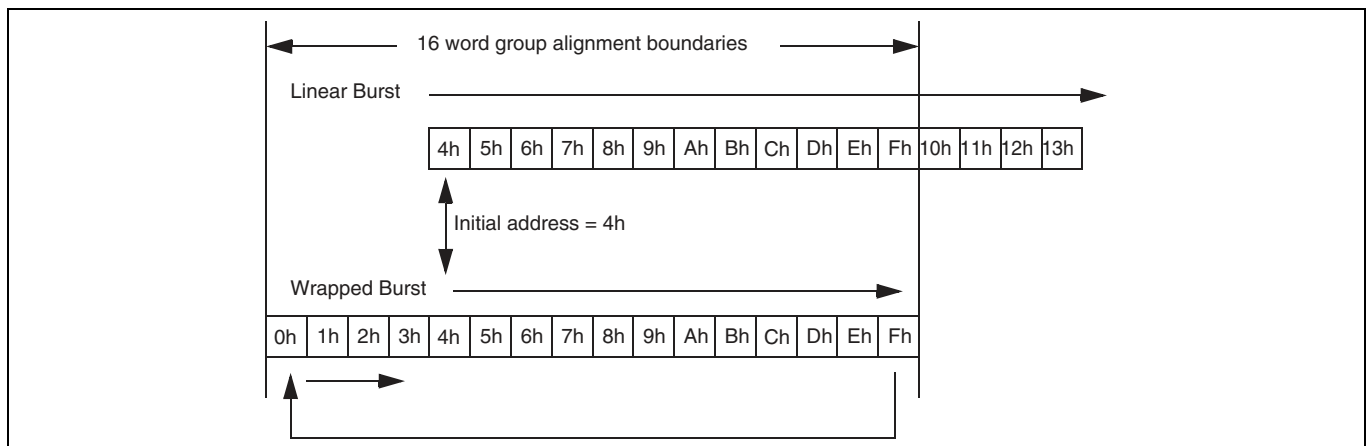 16 word group alignment boundaries
Linear Burst
4h 5h 6h 7h 8h 9h Ah Bh Ch Dh Eh Fh 10h 11h 12h 13h
Initial address = 4h
Wrapped Burst
0h 1h 2h 3h 4h 5h 6h 7h 8h 9h Ah Bh Ch Dh Eh Fh